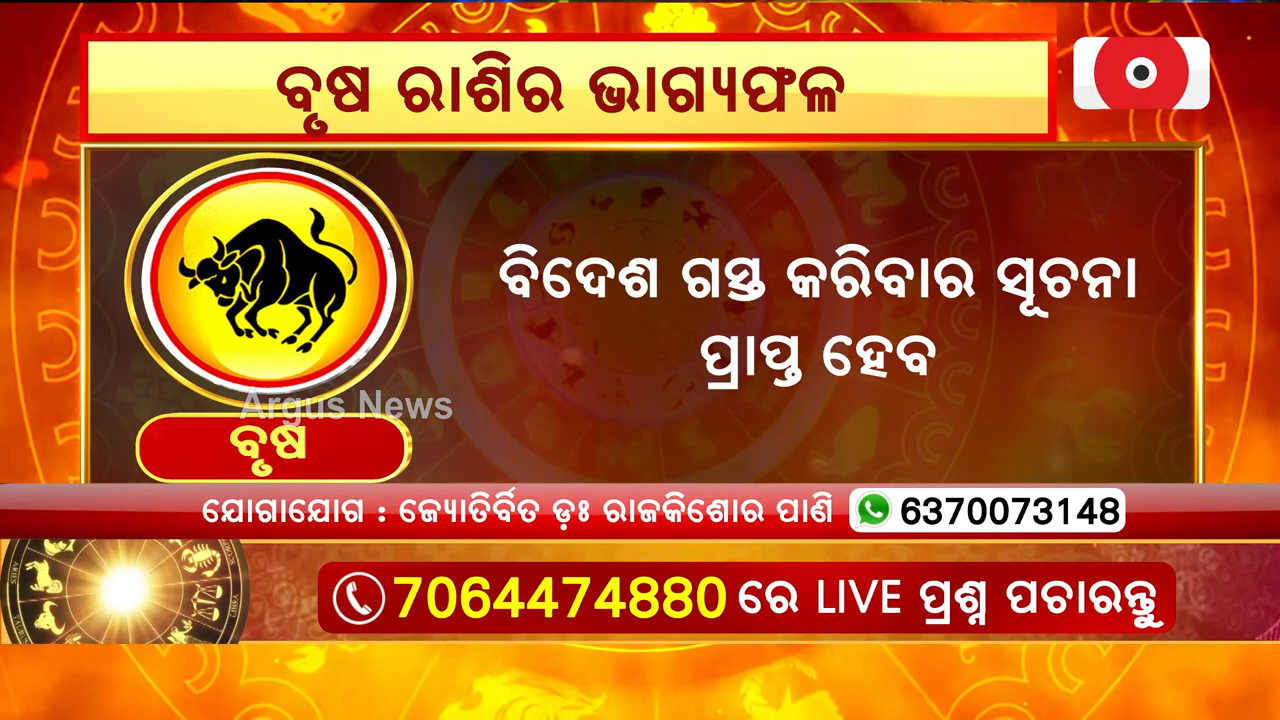 ବୃଷ ରାଶିର ଭାଗ୍ୟଫଳ
ବିଦେଶ ଗସ୍ତ କରିବାର ସୂଚନା
ପ୍ରାପ୍ତ ହେବ
Argus News
ବୃଷ
ଯୋଗାଯୋଗ : ଜ୍ୟୋତିର୍ବିତ ଡ଼ଃ ରାଜକିଶୋର ପାଣି 6370073148
7064474880 ରେ LIVE ପ୍ରଶ୍ନ ପଚାରନ୍ତୁ